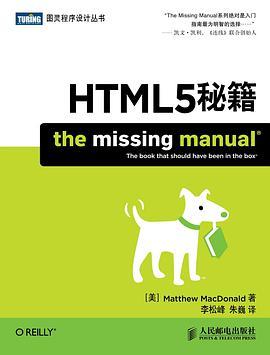 TURING
图灵程序设计丛书
"The Missing Manual系列绝对是入门
指南最为明智的选择……"
——凯文·凯利，《连线》联合创始人
HTML5秘籍
the missing manual®
The book that should have been in the box®
[美] Matthew MacDonald 著
李松峰 朱巍 译
O REILLY®
人民邮电出版社
POSTS & TELECOM PRESS